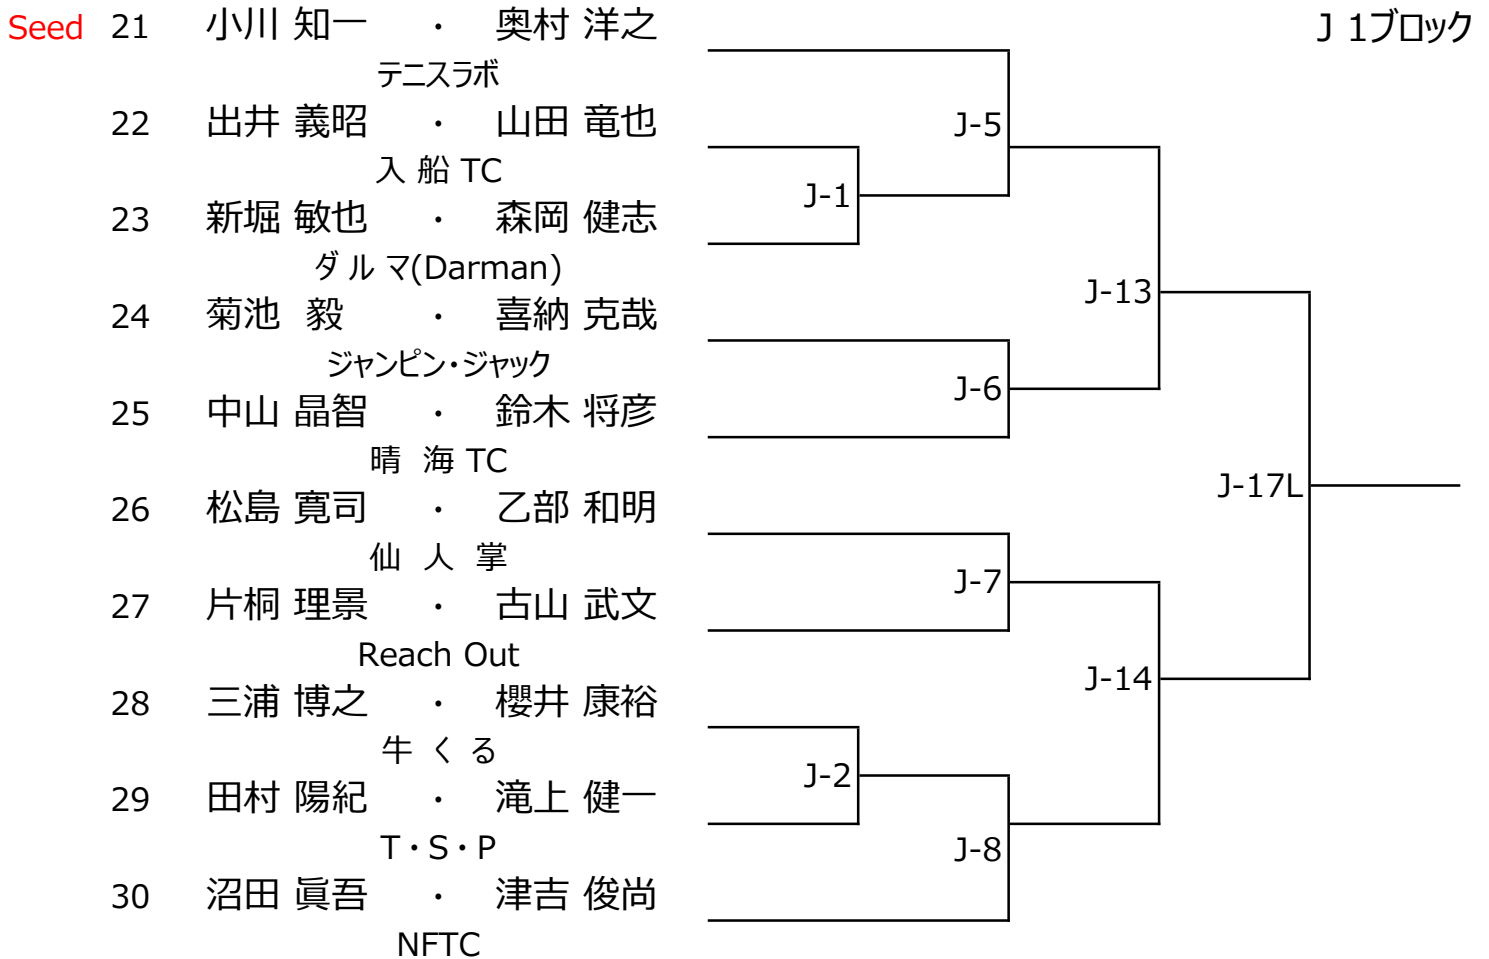 Seed 21 小川 知一 ・ 奥村 洋之 J 1ブロック
テニスラボ
22 出井 義昭 ・ 山田 竜也 J-5
入 船 TC
J-1
23 新堀 敏也 ・ 森岡 健志
ダ ル マ(Darman)
J-13
24 菊池 毅 ・ 喜納 克哉
ジャンピン・ジャック
J-6
25 中山 晶智 ・ 鈴木 将彦
晴 海 TC
J-17L
26 松島 寛司 ・ 乙部 和明
仙 人 掌
J-7
27 片桐 理景 ・ 古山 武文
Reach Out
J-14
28 三浦 博之 ・ 櫻井 康裕
牛 く る
J-2
29 田村 陽紀 ・ 滝上 健一
T・S・P
J-8
30 沼田 眞吾 ・ 津吉 俊尚
NFTC